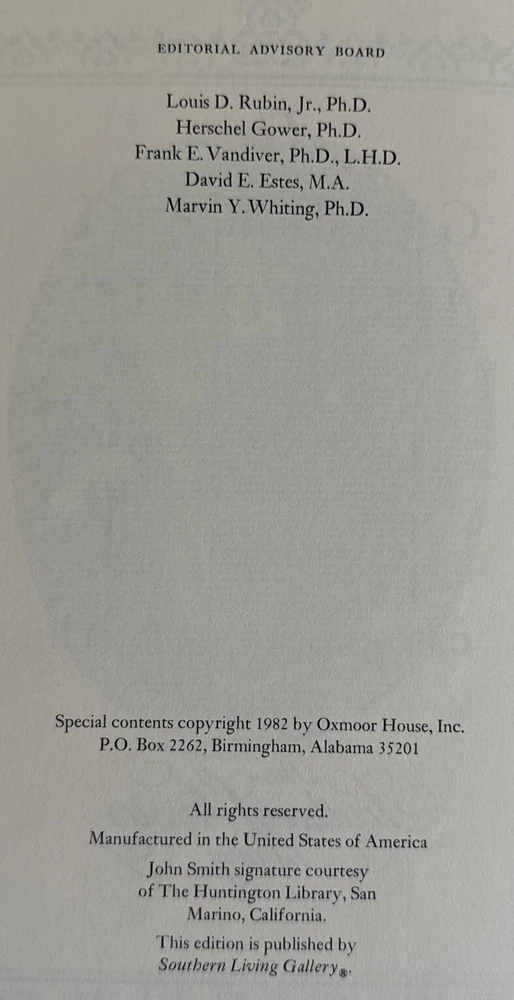 EDITORIAL ADVISORY BOARD
Louis D. Rubin, Jr., Ph.D.
Herschel Gower, Ph.D.
Frank E. Vandiver, Ph.D., L.H.D.
David E. Estes, M.A.
Marvin Y. Whiting, Ph.D.
Special contents copyright 1982 by Oxmoor House, Inc.
P.O. Box 2262, Birmingham, Alabama 35201
All rights reserved.
Manufactured in the United States of America
John Smith signature courtesy
of The Huntington Library, San
Marino, California.
This edition is published by
Southern Living Gallery®.